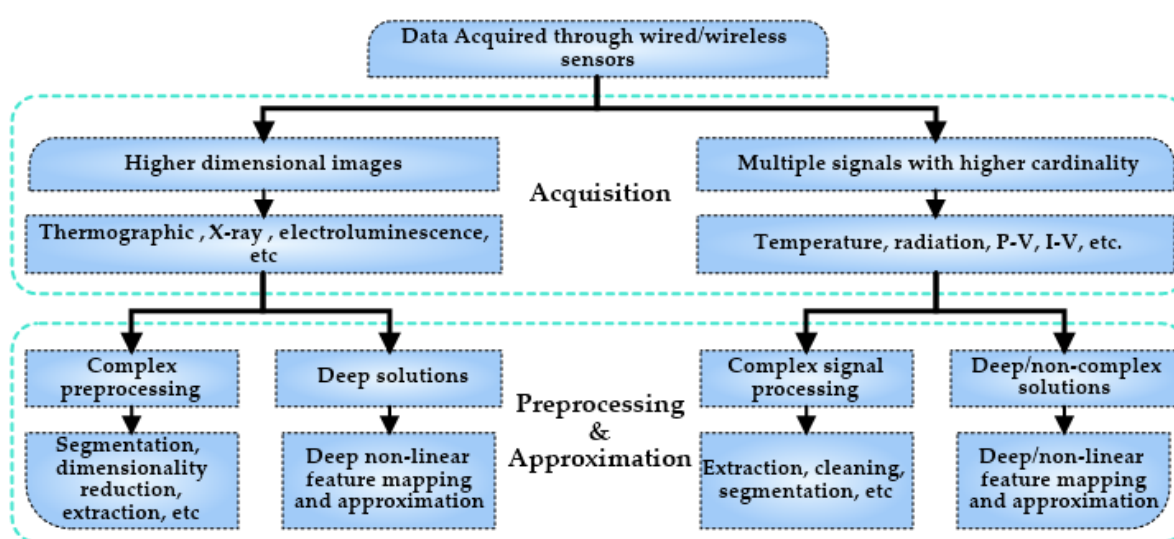 Data Acquired through wired/wireless
sensors
Higher dimensional images
Multiple signals with higher cardinality
Acquisition
Thermographic , X-ray , electroluminescence,
etc
Temperature, radiation, P-V, I-V, etc.
Complex
preprocessing
Deep solutions
Complex signal
processing
Deep/non-complex
solutions
Preprocessing
&
Approximation
Segmentation,
dimensionality
reduction,
extraction, etc
Deep non-linear
feature mapping
and approximation
Extraction, cleaning,
segmentation, etc
Deep/non-linear
feature mapping
and approximation